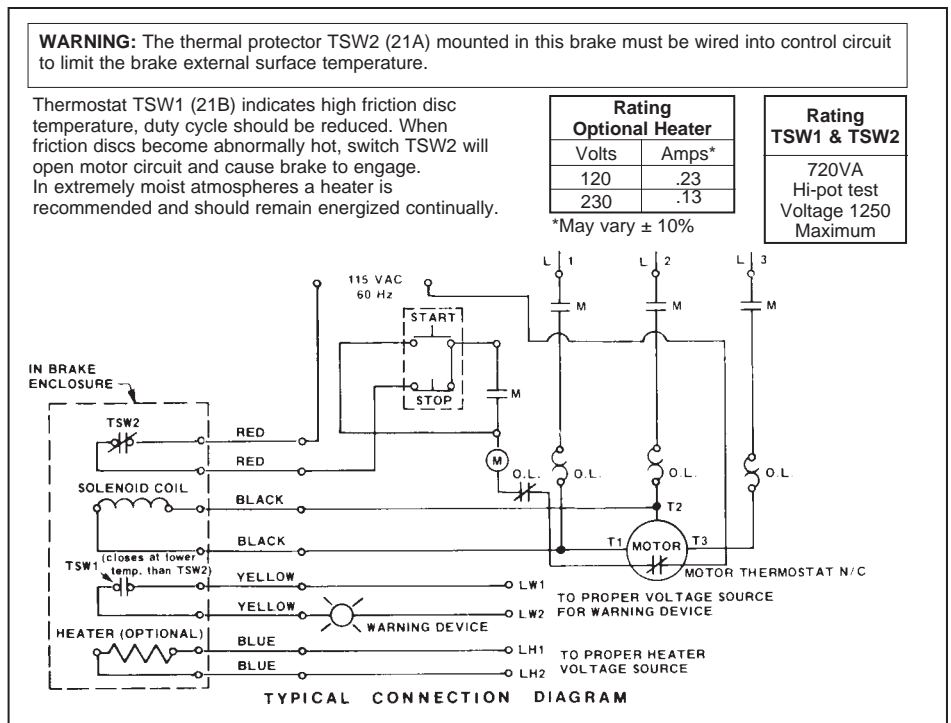 WARNING: The thermal protector TSW2 (21A) mounted in this brake must be wired into control circuit
to limit the brake external surface temperature.
Thermostat TSW1 (21B) indicates high friction disc
temperature, duty cycle should be reduced. When
friction discs become abnormally hot, switch TSW2 will
open motor circuit and cause brake to engage.
In extremely moist atmospheres a heater is
recommended and should remain energized continually.
Rating
Optional Heater
Volts Amps*
120 .23
230 .13
*May vary ± 10%
Rating
TSW1 & TSW2
720VA
Hi-pot test
Voltage 1250
Maximum
L 1
L 2
L 3
115 VAC
60 Hz
M
M
M
START
STOP
M
IN BRAKE
ENCLOSURE
TSW2
RED
RED
M
O.L.
O.L.
O.L.
O.L.
SOLENOID COIL
BLACK
T2
BLACK
T1
MOTOR
T3
MOTOR THERMOSTAT N/C
TSW1
(closes at lower
temp. than TSW2)
YELLOW
LW1
YELLOW
WARNING DEVICE
LW2
TO PROPER VOLTAGE SOURCE
FOR WARNING DEVICE
HEATER (OPTIONAL)
BLUE
LH1
BLUE
LH2
TO PROPER HEATER
VOLTAGE SOURCE
TYPICAL CONNECTION DIAGRAM